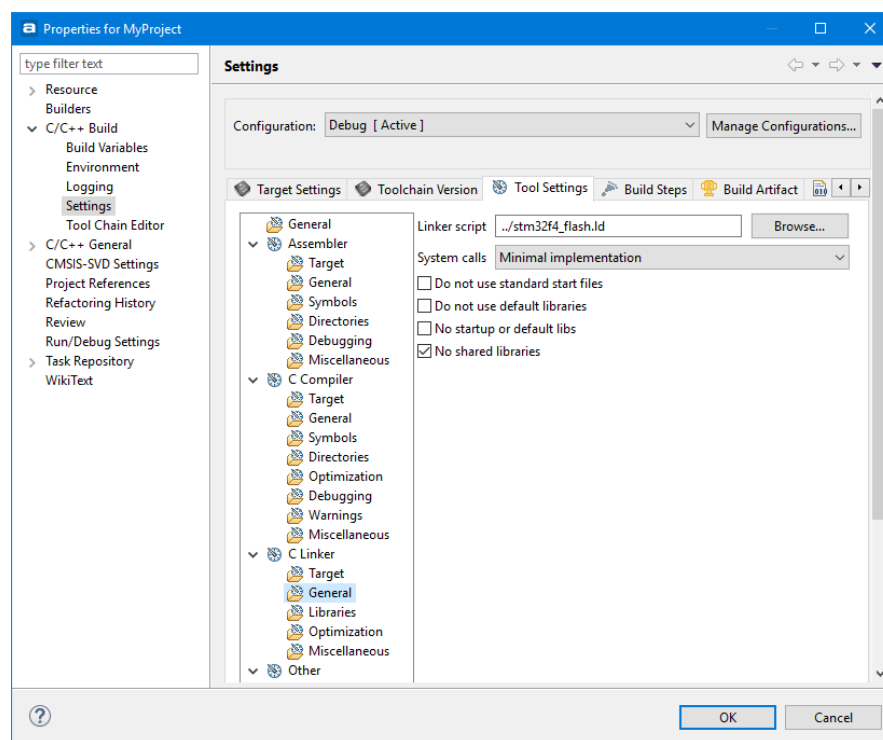 a Properties for MyProject
type filter text
Settings
Resource
Builders
C/C++ Build
Build Variables
Environment
Logging
Settings
Tool Chain Editor
C/C++ General
CMSIS-SVD Settings
Project References
Refactoring History
Review
Run/Debug Settings
Task Repository
WikiText
Configuration: Debug [ Active ] Manage Configurations...
Target Settings Toolchain Version Tool Settings Build Steps Build Artifact 010
General
Assembler
Target
General
Symbols
Directories
Debugging
Miscellaneous
C Compiler
Target
General
Symbols
Directories
Optimization
Debugging
Warnings
Miscellaneous
C Linker
Target
General
Libraries
Optimization
Miscellaneous
Other
Linker script ../stm32f4_flash.ld Browse...
System calls Minimal implementation
Do not use standard start files
Do not use default libraries
No startup or default libs
No shared libraries
? OK Cancel